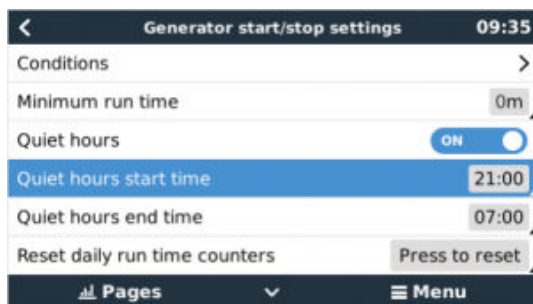 Generator start/stop settings 09:35
Conditions
Minimum run time 0m
Quiet hours ON
Quiet hours start time 21:00
Quiet hours end time 07:00
Reset daily run time counters Press to reset
Pages Menu